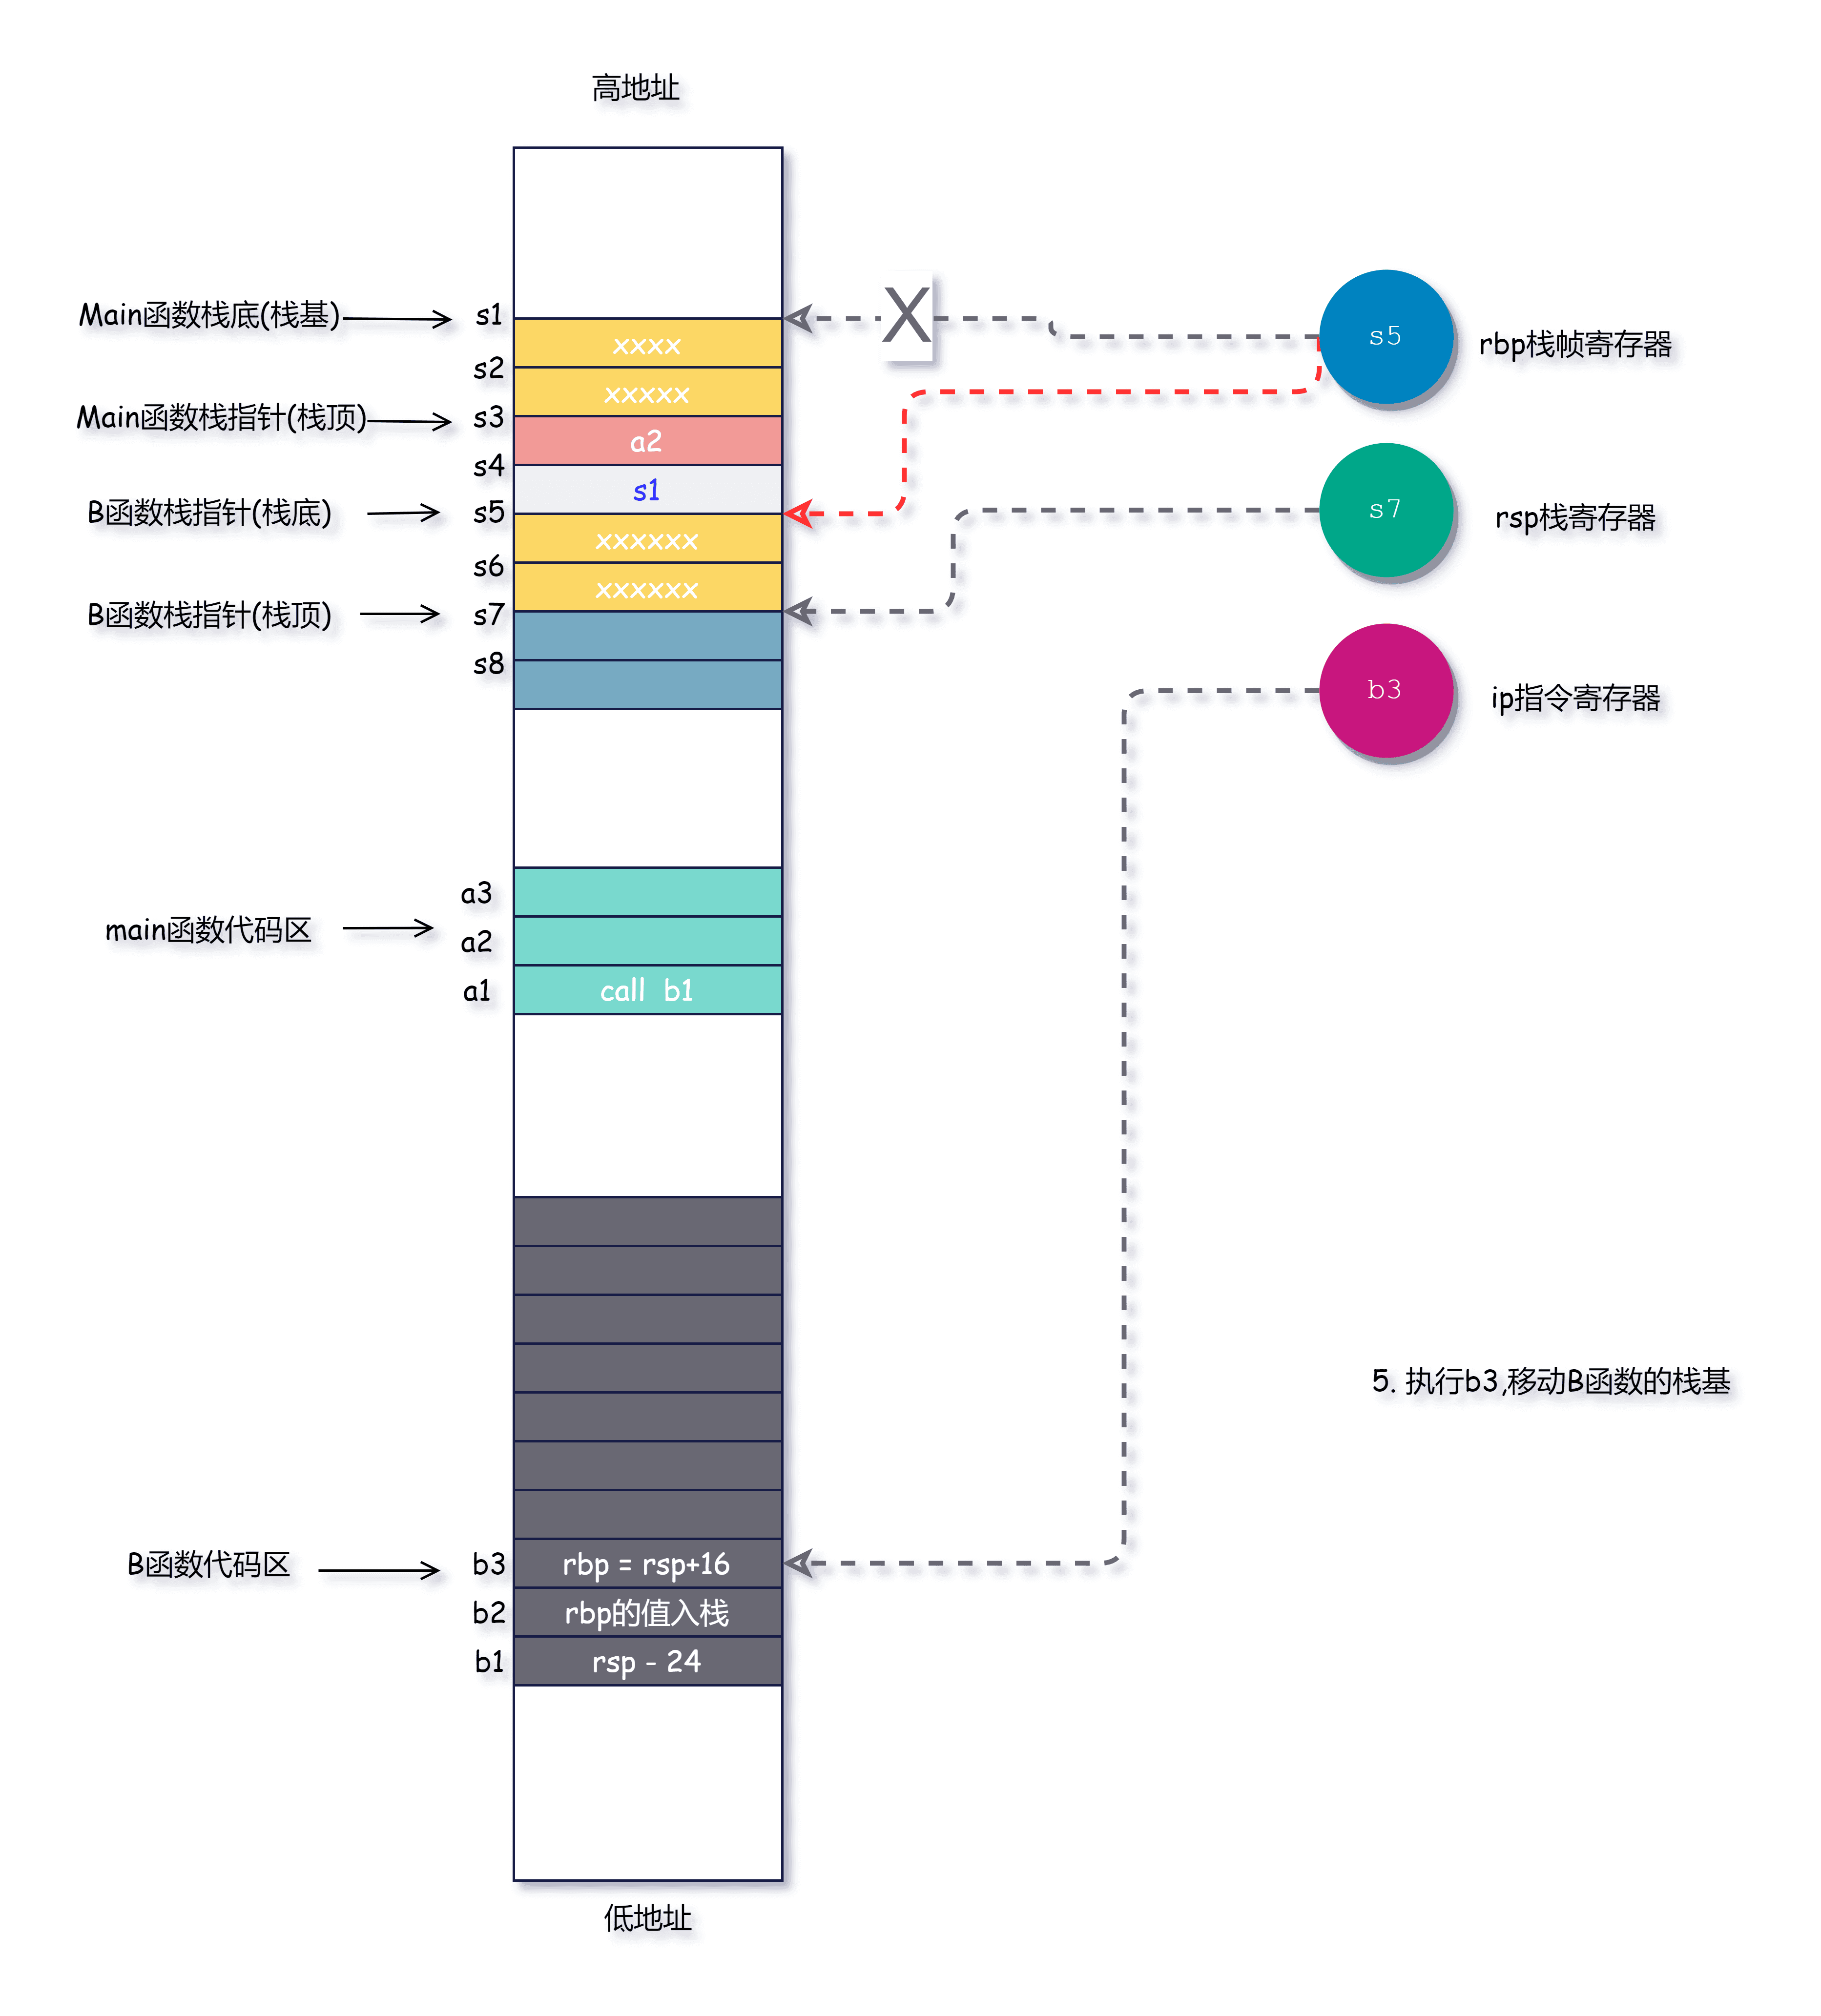 高地址
Main函数栈底(栈基)
s1
xxxx
s2
xxxxx
Main函数栈指针(栈顶)
s3
a2
s4
s1
B函数栈指针(栈底)
s5
xxxxxx
s6
xxxxxx
B函数栈指针(栈顶)
s7
s8
X
s5
rbp栈帧寄存器
s7
rsp栈寄存器
b3
ip指令寄存器
a3
main函数代码区
a2
a1
call b1
5. 执行b3,移动B函数的栈基
B函数代码区
b3
rbp = rsp+16
b2
rbp的值入栈
b1
rsp - 24
低地址